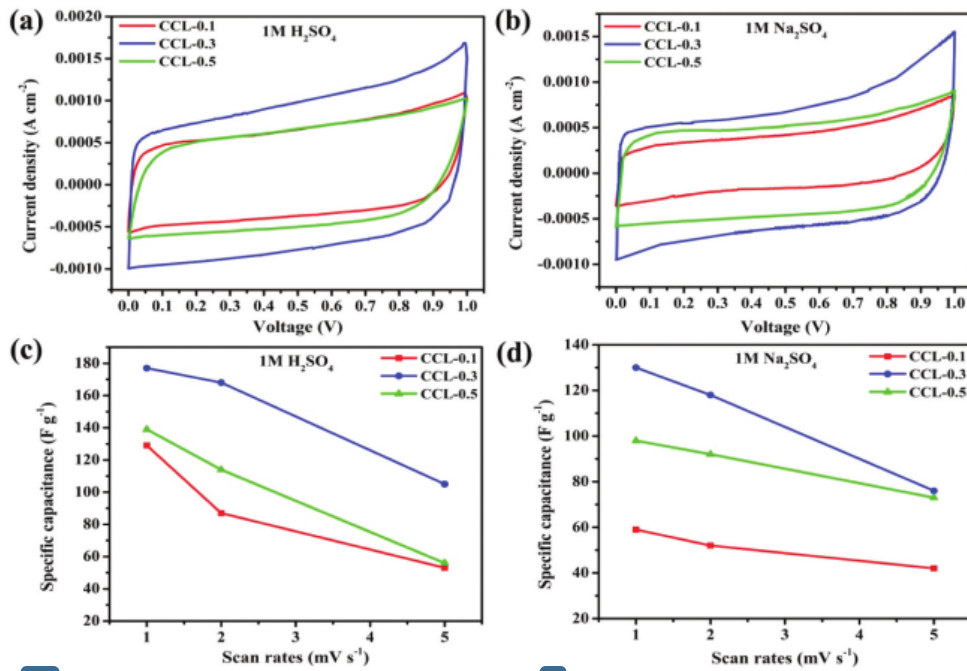 (a)
1M H₂SO₄
CCL-0.1
CCL-0.3
CCL-0.5
0.0020
0.0015
0.0010
0.0005
0.0000
-0.0005
-0.0010
Current density (A cm⁻²)
0.0 0.1 0.2 0.3 0.4 0.5 0.6 0.7 0.8 0.9 1.0
Voltage (V)
(b)
1M Na₂SO₄
CCL-0.1
CCL-0.3
CCL-0.5
0.0015
0.0010
0.0005
0.0000
-0.0005
-0.0010
Current density (A cm⁻²)
0.0 0.1 0.2 0.3 0.4 0.5 0.6 0.7 0.8 0.9 1.0
Voltage (V)
(c)
1M H₂SO₄
CCL-0.1
CCL-0.3
CCL-0.5
180
160
140
120
100
80
60
40
20
Specific capacitance (F g⁻¹)
1 2 3 4 5
Scan rates (mV s⁻¹)
(d)
1M Na₂SO₄
CCL-0.1
CCL-0.3
CCL-0.5
140
120
100
80
60
40
20
Specific capacitance (F g⁻¹)
1 2 3 4 5
Scan rates (mV s⁻¹)